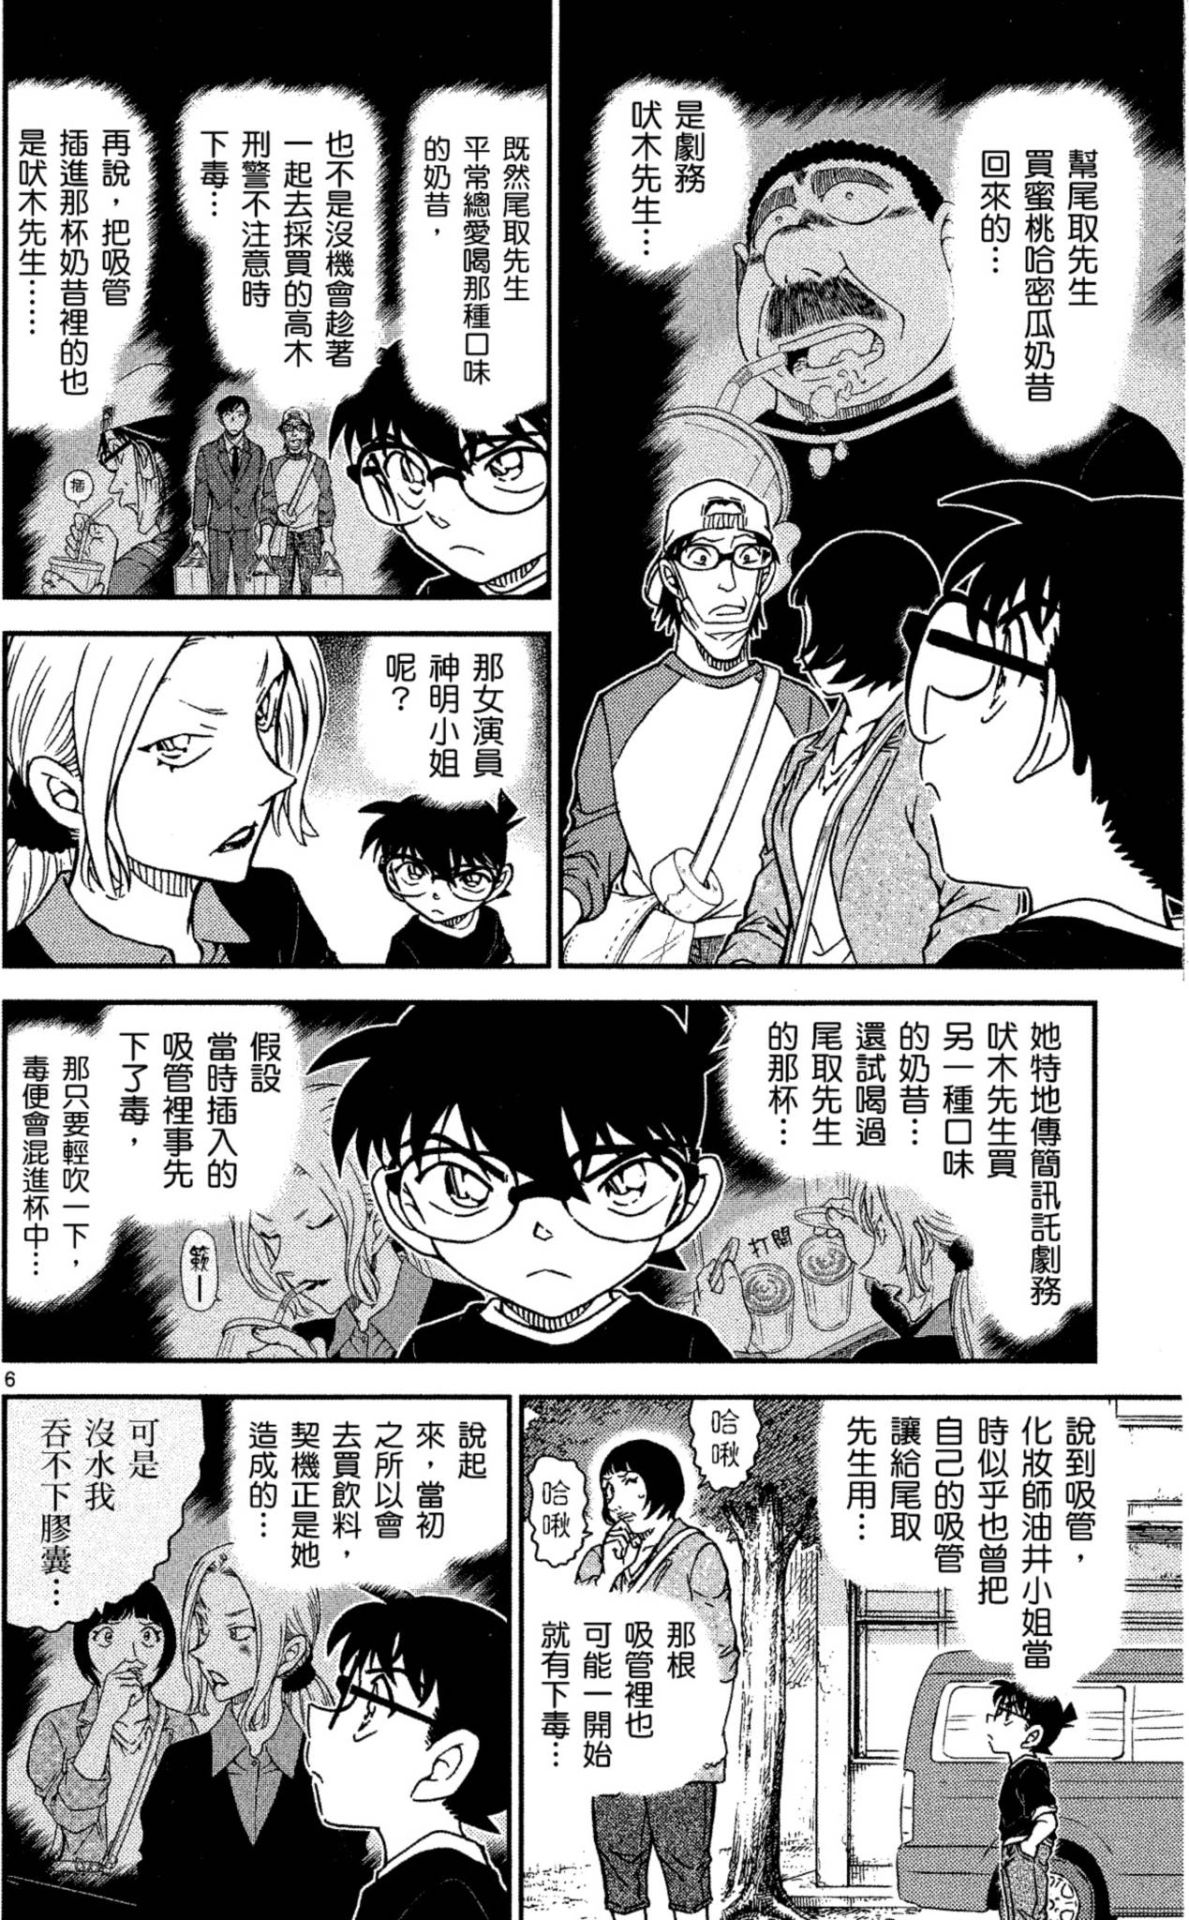 幫尾取先生
買蜜桃哈密瓜奶昔
回來的…
是劇務
吠木先生…
既然尾取先生
平常總愛喝那種口味
的奶昔，
也不是沒機會趁著
一起去採買的高木
刑警不注意時
下毒…
再說，把吸管
插進那杯奶昔裡的也
是吠木先生……
插
那女演員
神明小姐
呢？
她特地傳簡訊託劇務
吠木先生買
另一種口味
的奶昔…
還試喝過
尾取先生
的那杯…
打開
假設
當時插入的
吸管裡事先
下了毒，
那只要輕吹一下，
毒便會混進杯中…
簌—
6
說到吸管，
化妝師油井小姐當
時似乎也曾把
自己的吸管
讓給尾取
先生用…
哈啾
哈啾
那根
吸管裡也
可能一開始
就有下毒…
說起
來，當初
之所以會
去買飲料，
契機正是她
造成的…
可是
沒水我
吞不下膠囊…